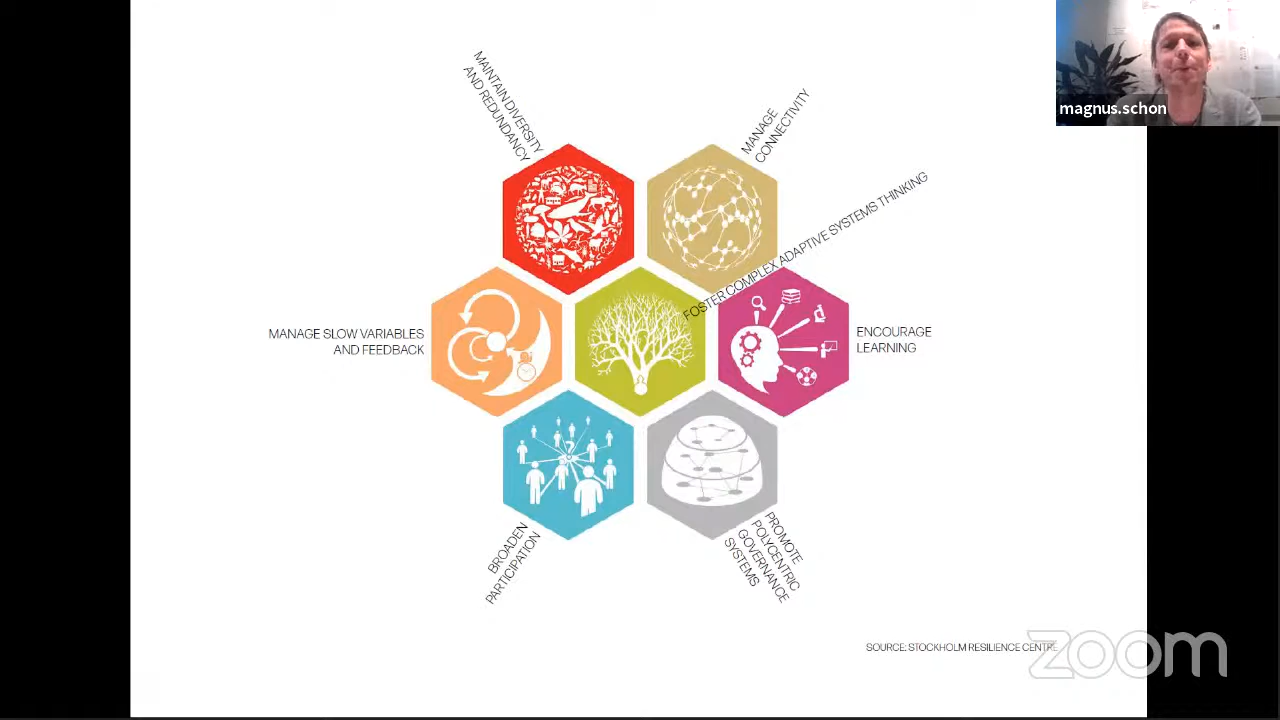 magnus.schon
MAINTAIN DIVERSITY
AND REDUNDANCY
MANAGE
CONNECTIVITY
FOSTER COMPLEX ADAPTIVE SYSTEMS THINKING
MANAGE SLOW VARIABLES
AND FEEDBACK
ENCOURAGE
LEARNING
BROADEN
PARTICIPATION
PROMOTE
POLYCENTRIC
GOVERNANCE
SYSTEMS
SOURCE: STOCKHOLM RESILIENCE CENTRE
zoom